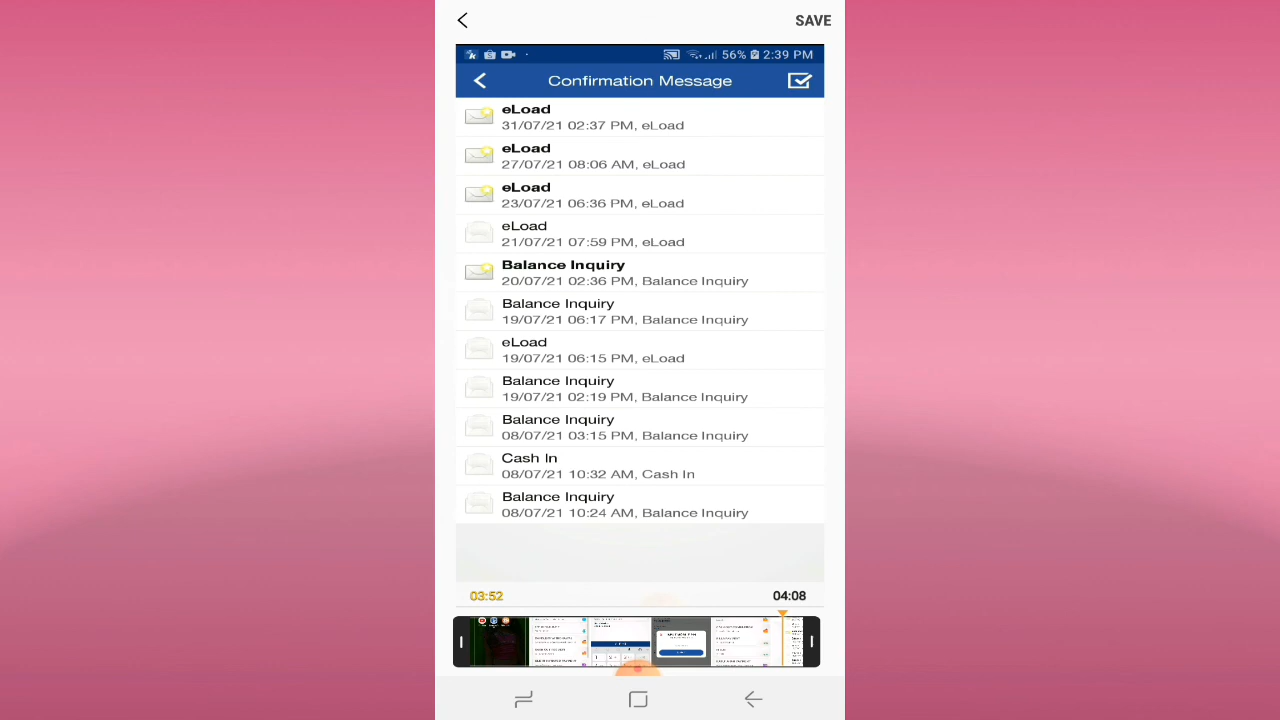 SAVE
56% 2:39 PM
Confirmation Message
eLoad
31/07/21 02:37 PM, eLoad
eLoad
27/07/21 08:06 AM, eLoad
eLoad
23/07/21 06:36 PM, eLoad
eLoad
21/07/21 07:59 PM, eLoad
Balance Inquiry
20/07/21 02:36 PM, Balance Inquiry
Balance Inquiry
19/07/21 06:17 PM, Balance Inquiry
eLoad
19/07/21 06:15 PM, eLoad
Balance Inquiry
19/07/21 02:19 PM, Balance Inquiry
Balance Inquiry
08/07/21 03:15 PM, Balance Inquiry
Cash In
08/07/21 10:32 AM, Cash In
Balance Inquiry
08/07/21 10:24 AM, Balance Inquiry
03:52 04:08